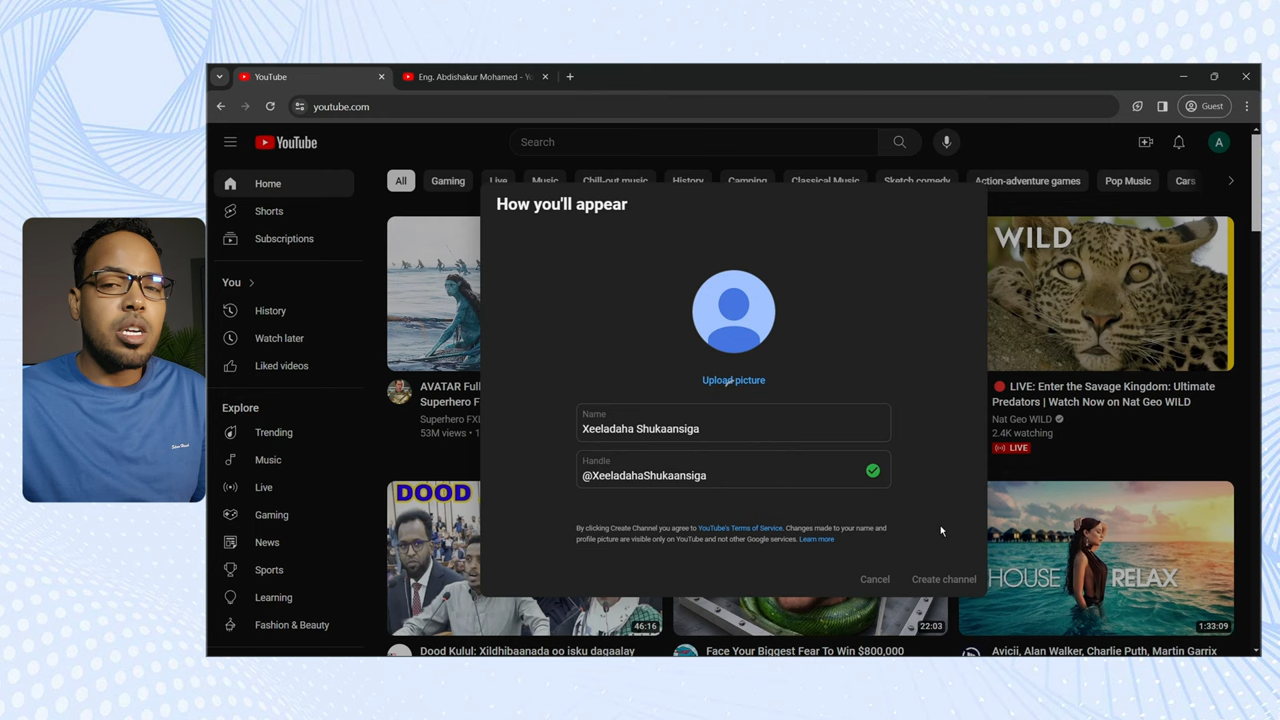 YouTube
Eng. Abdishakur Mohamed - Yo
youtube.com
Guest
YouTube
Search
A
Home
Shorts
Subscriptions
You
History
Watch later
Liked videos
Explore
Trending
Music
Live
Gaming
News
Sports
Learning
Fashion & Beauty
All
Gaming
Live
Music
Chill-out music
History
Camping
Classical Music
Sketch comedy
Action-adventure games
Pop Music
Cars
How you'll appear
Upload picture
Name
Xeeladaha Shukaansiga
Handle
@XeeladahaShukaansiga
By clicking Create Channel you agree to YouTube's Terms of Service. Changes made to your name and
profile picture are visible only on YouTube and not other Google services. Learn more
Cancel
Create channel
AVATAR Full
Superhero FX
53M views •
WILD
LIVE: Enter the Savage Kingdom: Ultimate
Predators | Watch Now on Nat Geo WILD
Nat Geo WILD
2.4K watching
LIVE
DOOD
46:16
Dood Kulul: Xildhibaanada oo isku dagaalay
22:03
Face Your Biggest Fear To Win $800,000
HOUSE RELAX
1:33:09
Avicii, Alan Walker, Charlie Puth, Martin Garrix